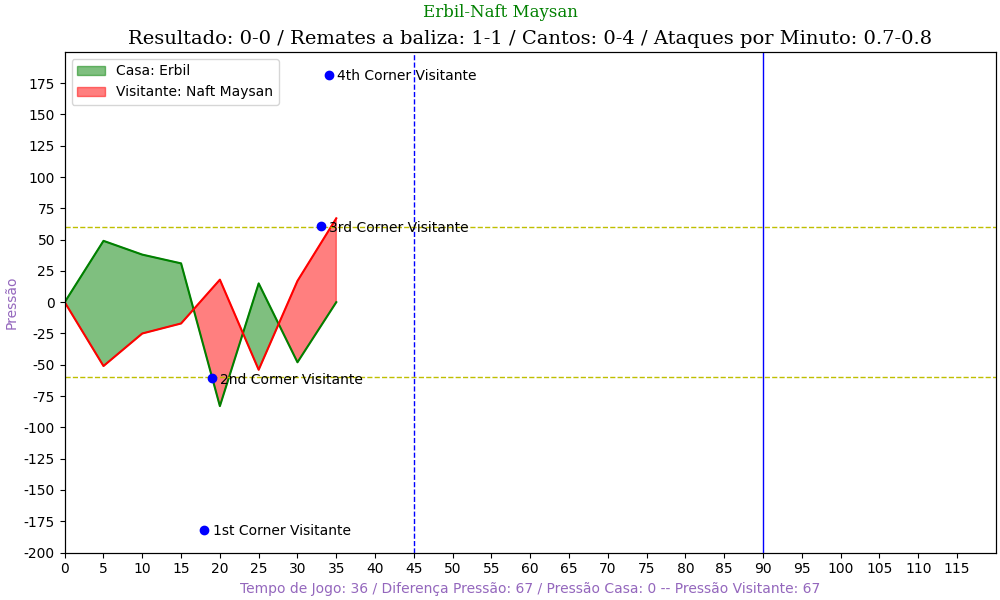 Erbil-Naft Maysan
Resultado: 0-0 / Remates a baliza: 1-1 / Cantos: 0-4 / Ataques por Minuto: 0.7-0.8
Casa: Erbil
Visitante: Naft Maysan
4th Corner Visitante
3rd Corner Visitante
2nd Corner Visitante
1st Corner Visitante
Pressão
175
150
125
100
75
50
25
0
-25
-50
-75
-100
-125
-150
-175
-200
0 5 10 15 20 25 30 35 40 45 50 55 60 65 70 75 80 85 90 95 100 105 110 115
Tempo de Jogo: 36 / Diferença Pressão: 67 / Pressão Casa: 0 -- Pressão Visitante: 67